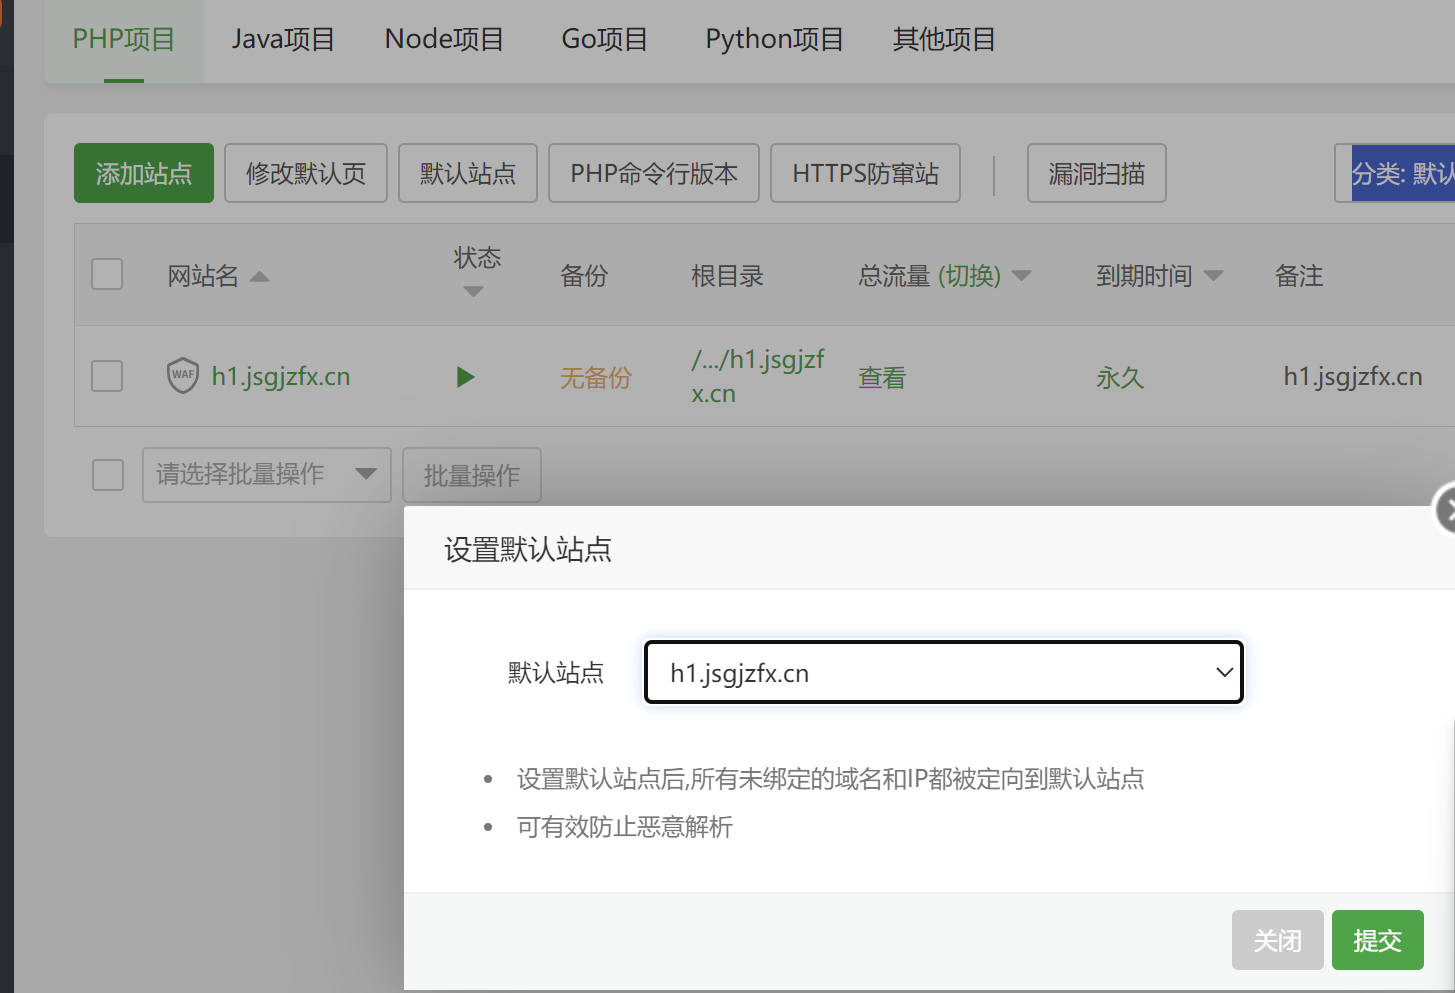 PHP项目 Java项目 Node项目 Go项目 Python项目 其他项目
添加站点 修改默认页 默认站点 PHP命令行版本 HTTPS防窜站 漏洞扫描 分类: 默认
网站名 状态 备份 根目录 总流量 (切换) 到期时间 备注
WAF h1.jsgjzfx.cn 无备份 /.../h1.jsgjzf 查看 永久 h1.jsgjzfx.cn
x.cn
请选择批量操作 批量操作
设置默认站点
默认站点 h1.jsgjzfx.cn
设置默认站点后,所有未绑定的域名和IP都被定向到默认站点
可有效防止恶意解析
关闭 提交